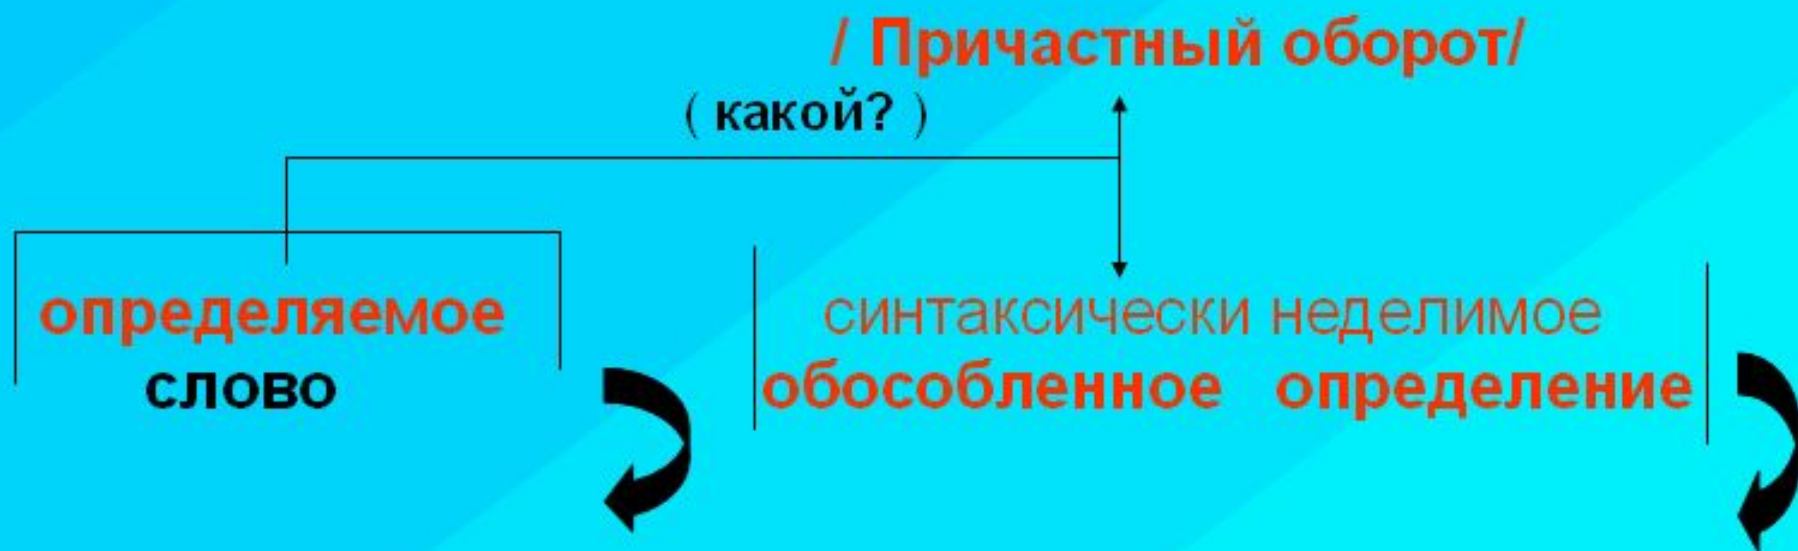 / Причастный оборот/
( какой? )
определяемое
слово
синтаксически неделимое
обособленное определение